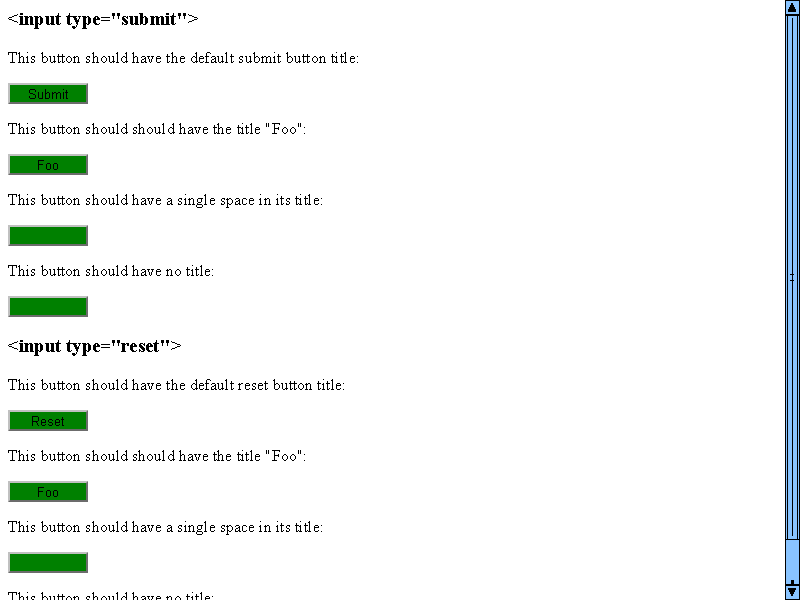 <input type="submit">
This button should have the default submit button title:
Submit
This button should should have the title "Foo":
Foo
This button should have a single space in its title:
This button should have no title:
<input type="reset">
This button should have the default reset button title:
Reset
This button should should have the title "Foo":
Foo
This button should have a single space in its title:
This button should have no title: